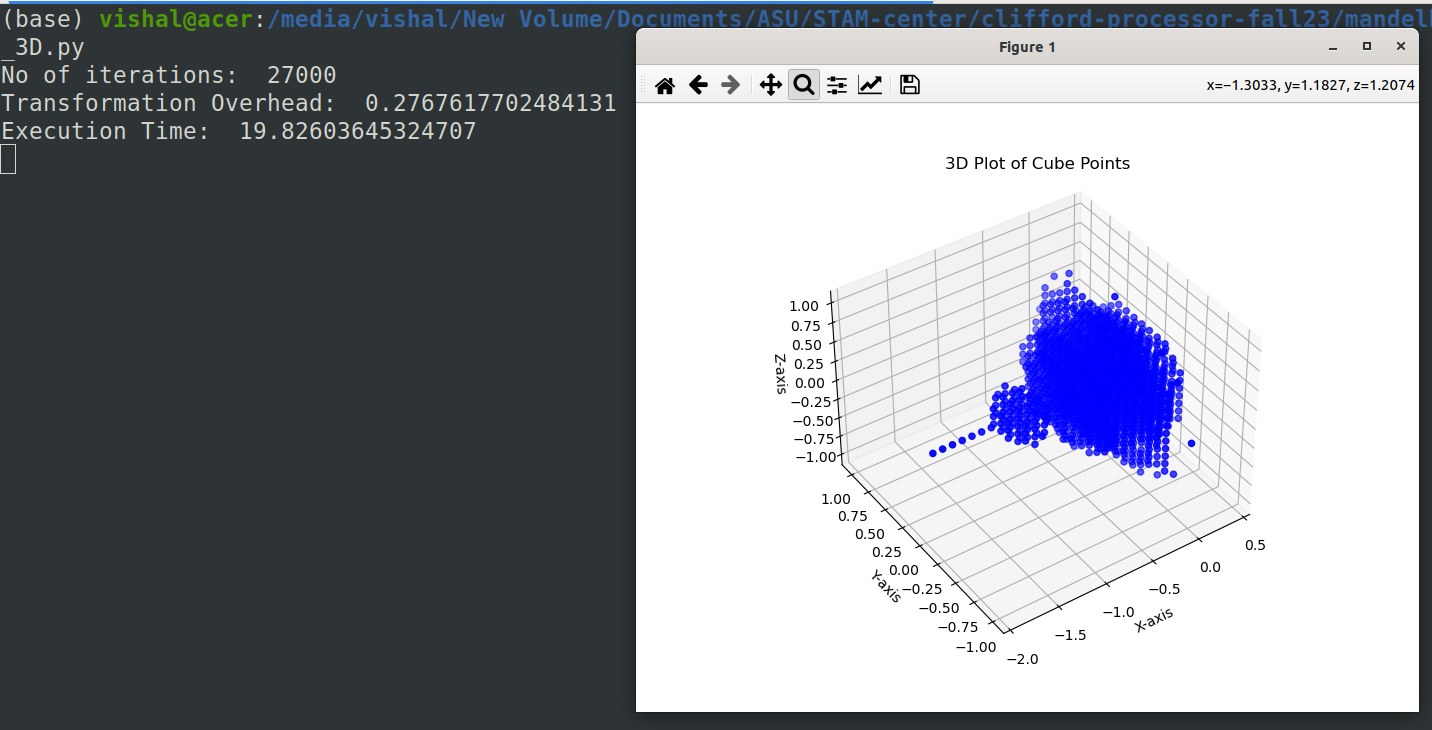 (base) vishal@acer:/media/vishal/New Volume/Documents/ASU/STAM-center/clifford-processor-fall23/mandell
_3D.py
No of iterations:  27000
Transformation Overhead:  0.2767617702484131
Execution Time:  19.82603645324707
Figure 1
x=−1.3033, y=1.1827, z=1.2074
3D Plot of Cube Points
1.00
0.75
0.50
0.25
0.00
−0.25
−0.50
−0.75
−1.00
Z-axis
1.00
0.75
0.50
0.25
0.00
−0.25
−0.50
−0.75
−1.00
Y-axis
−2.0
−1.5
−1.0
−0.5
0.0
0.5
X-axis